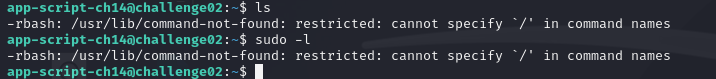 app-script-ch14@challenge02:~$ ls
-rbash: /usr/lib/command-not-found: restricted: cannot specify `/' in command names
app-script-ch14@challenge02:~$ sudo -l
-rbash: /usr/lib/command-not-found: restricted: cannot specify `/' in command names
app-script-ch14@challenge02:~$